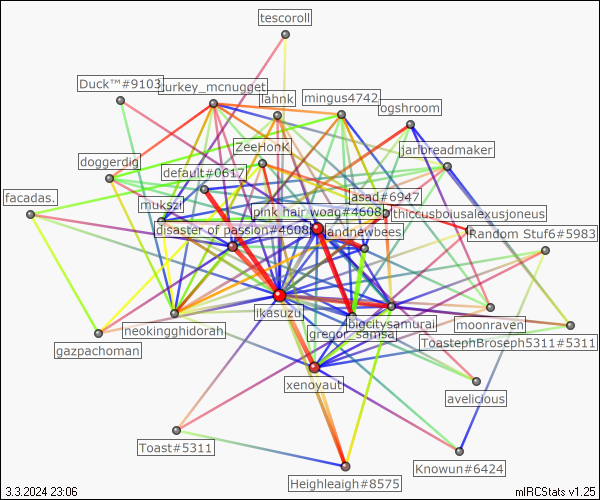 tescoroll
Duck™#9103
turkey_mcnugget
lahnk
mingus4742
ogshroom
ZeeHonK
jarlbreadmaker
doggerdig
default#0617
asad#6947
facadas.
mukszi
pink hair woag#4608
lthiccusboiusalexusjoneus
disaster of passion#4608
landnewbees
Random Stuf6#5983
ikasuzu
neokingghidorah
bigcitysamurai
moonraven
gregor_samsa
ToastephBroseph5311#5311
gazpachoman
xenoyaut
avelicious
Toast#5311
Heighleaigh#8575
Knowun#6424
3.3.2024 23:06
mIRCStats v1.25